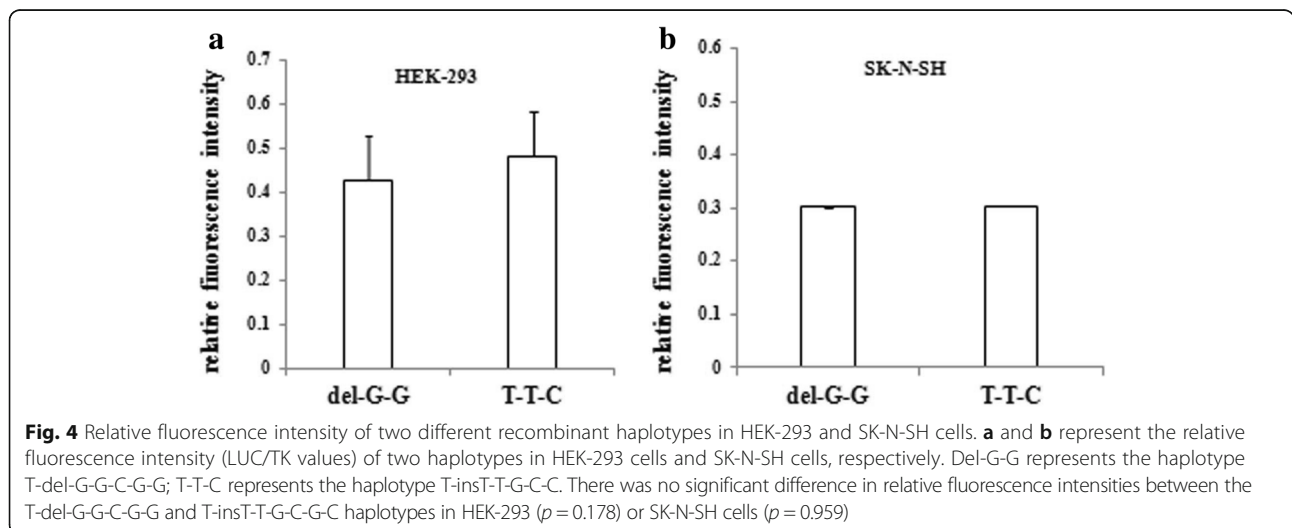 a
b
0.7
0.6
0.5
0.4
0.3
0.2
0.1
0
relative fluorescence intensity
HEK-293
del-G-G
T-T-C
0.6
0.5
0.4
0.3
0.2
0.1
0
relative fluorescence intensity
SK-N-SH
del-G-G
T-T-C
Fig. 4 Relative fluorescence intensity of two different recombinant haplotypes in HEK-293 and SK-N-SH cells. a and b represent the relative
fluorescence intensity (LUC/TK values) of two haplotypes in HEK-293 cells and SK-N-SH cells, respectively. Del-G-G represents the haplotype
T-del-G-G-C-G-G; T-T-C represents the haplotype T-insT-T-G-C-C. There was no significant difference in relative fluorescence intensities between the
T-del-G-G-C-G-G and T-insT-T-G-C-G-C haplotypes in HEK-293 (p = 0.178) or SK-N-SH cells (p = 0.959)